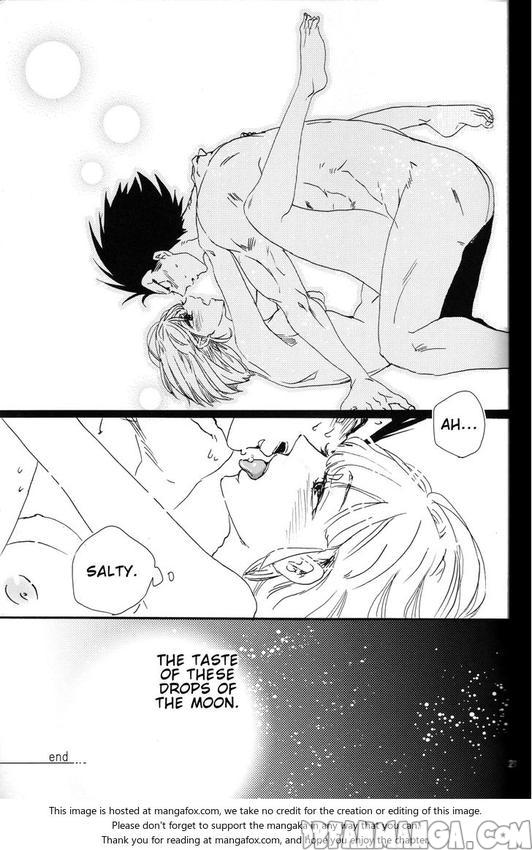 AH...
SALTY.
THE TASTE
OF THESE
DROPS OF
THE MOON.
end
This image is hosted at mangafox.com, we take no credit for the creation or editing of this image.
Please don't forget to support the mangaka in any way that you can!
Thank you for reading at mangafox.com, and hope you enjoy the chapter.